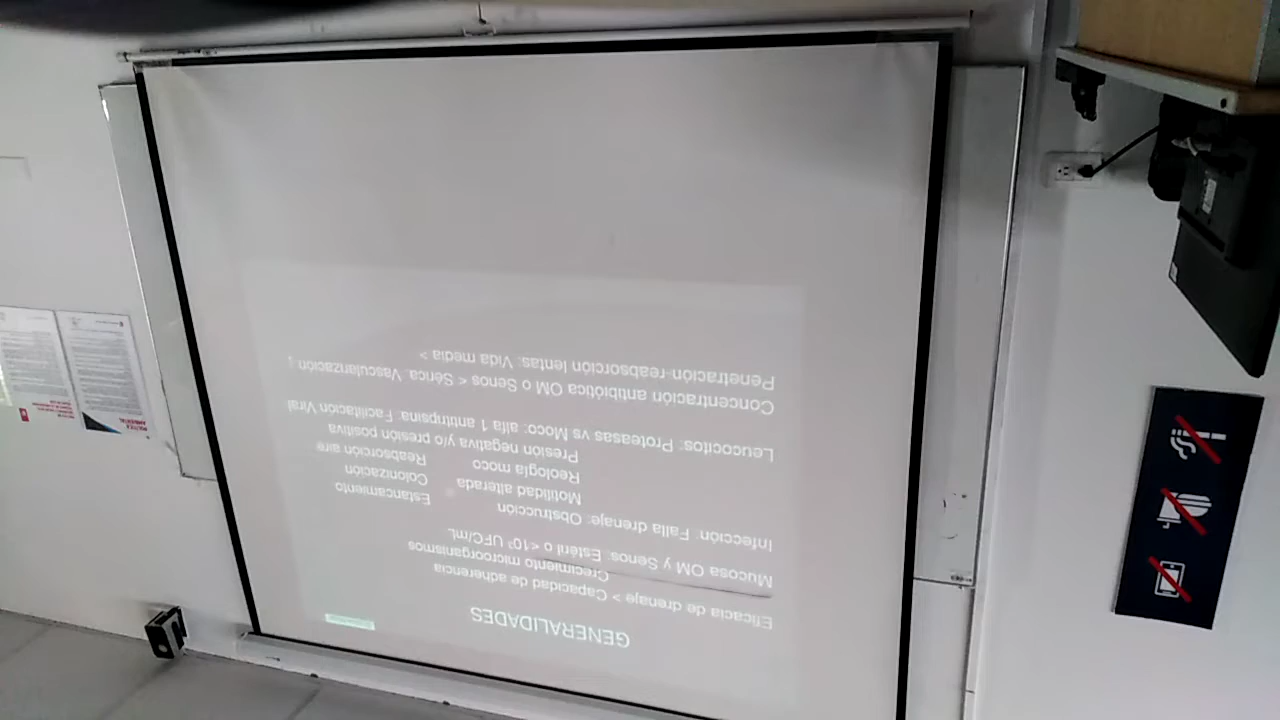 GENERALIDADES
Eficacia de drenaje > Capacidad de adherencia
Crecimiento microorganismos
Mucosa OM y Senos: Estéril o <10³ UFC/mL
Infección: Falla drenaje: Obstrucción Estancamiento
Motilidad alterada Colonización
Reología moco Reabsorción aire
Presión negativa y/o presión positiva
Leucocitos: Proteasas vs Moco: alfa 1 antitripsina: Facilitación Viral
Concentración antibiótica OM o Senos < Sérica: Vascularización ↓
Penetración-reabsorción lentas: Vida media >
POLÍTICA
AMBIENTAL